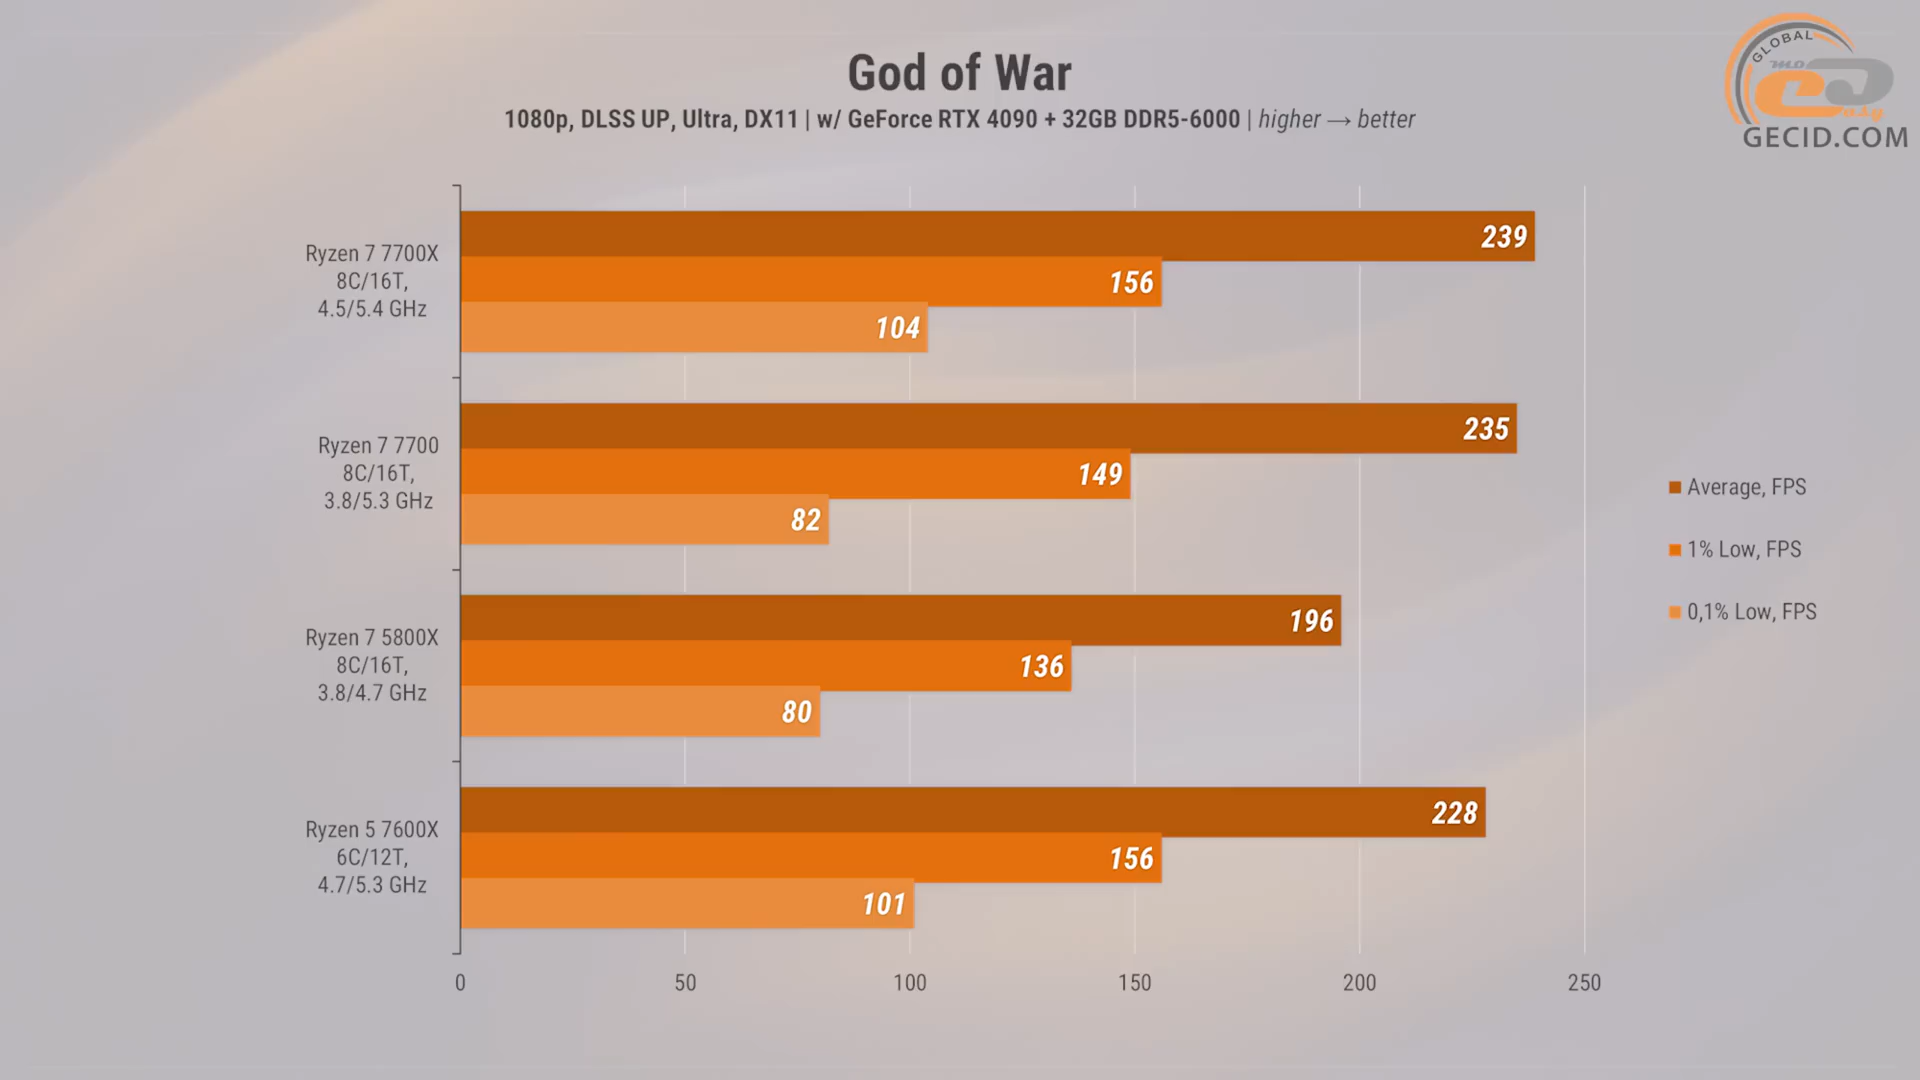 God of War
1080p, DLSS UP, Ultra, DX11 | w/ GeForce RTX 4090 + 32GB DDR5-6000 | higher → better
GLOBAL
GECID.COM
Ryzen 7 7700X
8C/16T,
4.5/5.4 GHz
239
156
104
Ryzen 7 7700
8C/16T,
3.8/5.3 GHz
235
149
82
Ryzen 7 5800X
8C/16T,
3.8/4.7 GHz
196
136
80
Ryzen 5 7600X
6C/12T,
4.7/5.3 GHz
228
156
101
Average, FPS
1% Low, FPS
0,1% Low, FPS
0 50 100 150 200 250